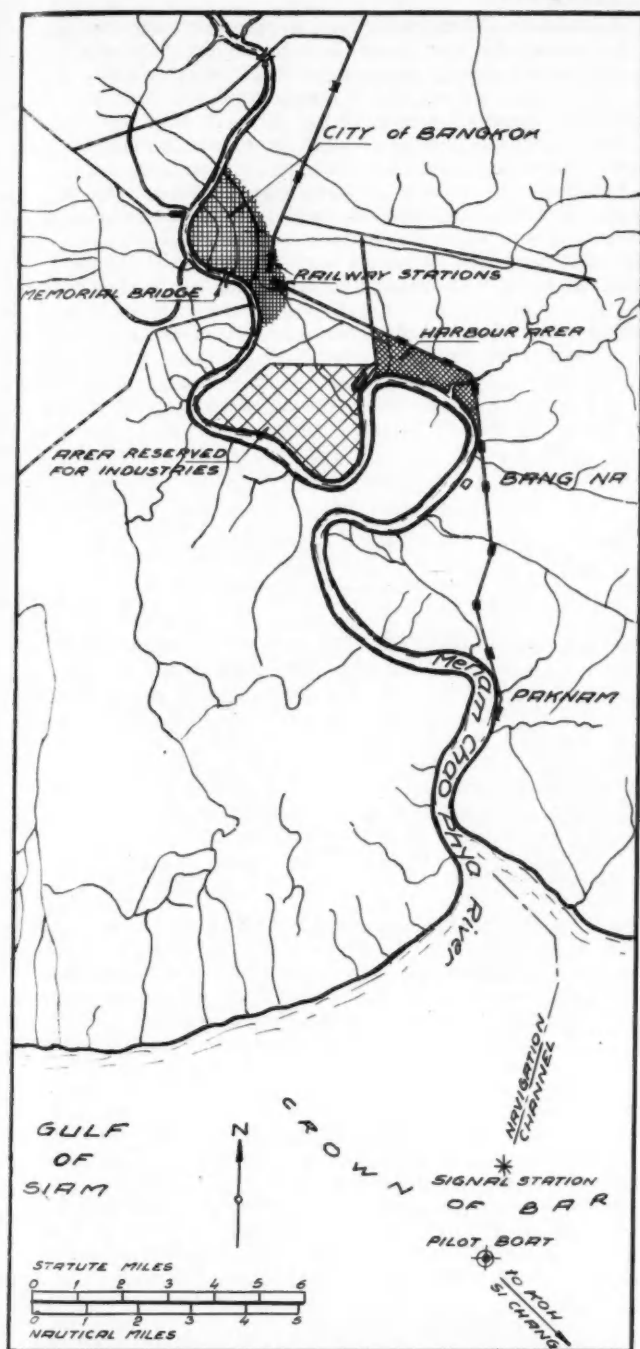 CITY of BANGKOK
RAILWAY STATIONS
MEMORIAL BRIDGE
HARBOUR AREA
AREA RESERVED
FOR INDUSTRIES
BANG NA
Menam Chao Phya River
PAKNAM
NAVIGATION
CHANNEL
GULF
OF
SIAM
N
CROWN OF BAR
SIGNAL STATION
PILOT BOAT
to KOH
SI CHANG
STATUTE MILES
0 1 2 3 4 5 6
0 1 2 3 4 5
NAUTICAL MILES